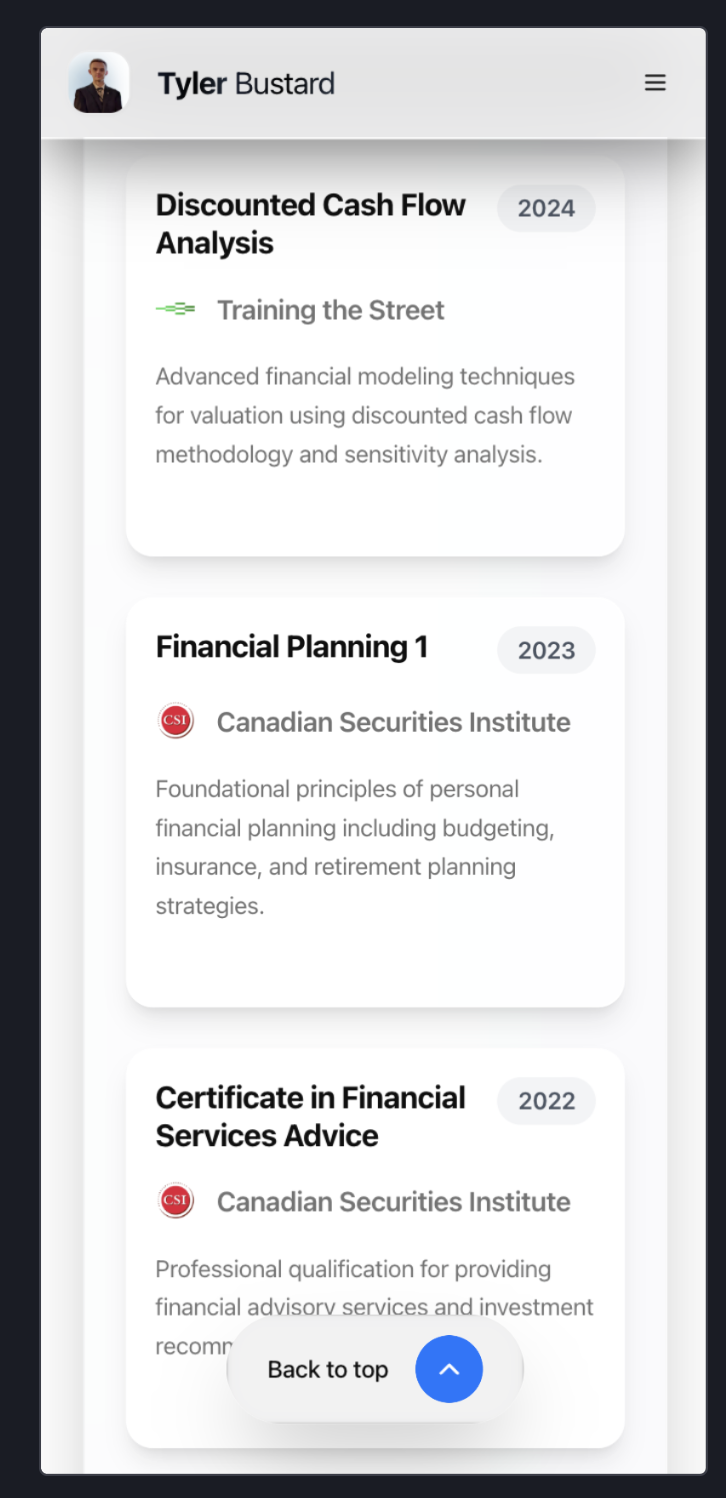 Tyler Bustard
Discounted Cash Flow
Analysis
2024
Training the Street
Advanced financial modeling techniques
for valuation using discounted cash flow
methodology and sensitivity analysis.
Financial Planning 1
2023
CSI
Canadian Securities Institute
Foundational principles of personal
financial planning including budgeting,
insurance, and retirement planning
strategies.
Certificate in Financial
Services Advice
2022
CSI
Canadian Securities Institute
Professional qualification for providing
financial advisory services and investment
Back to top